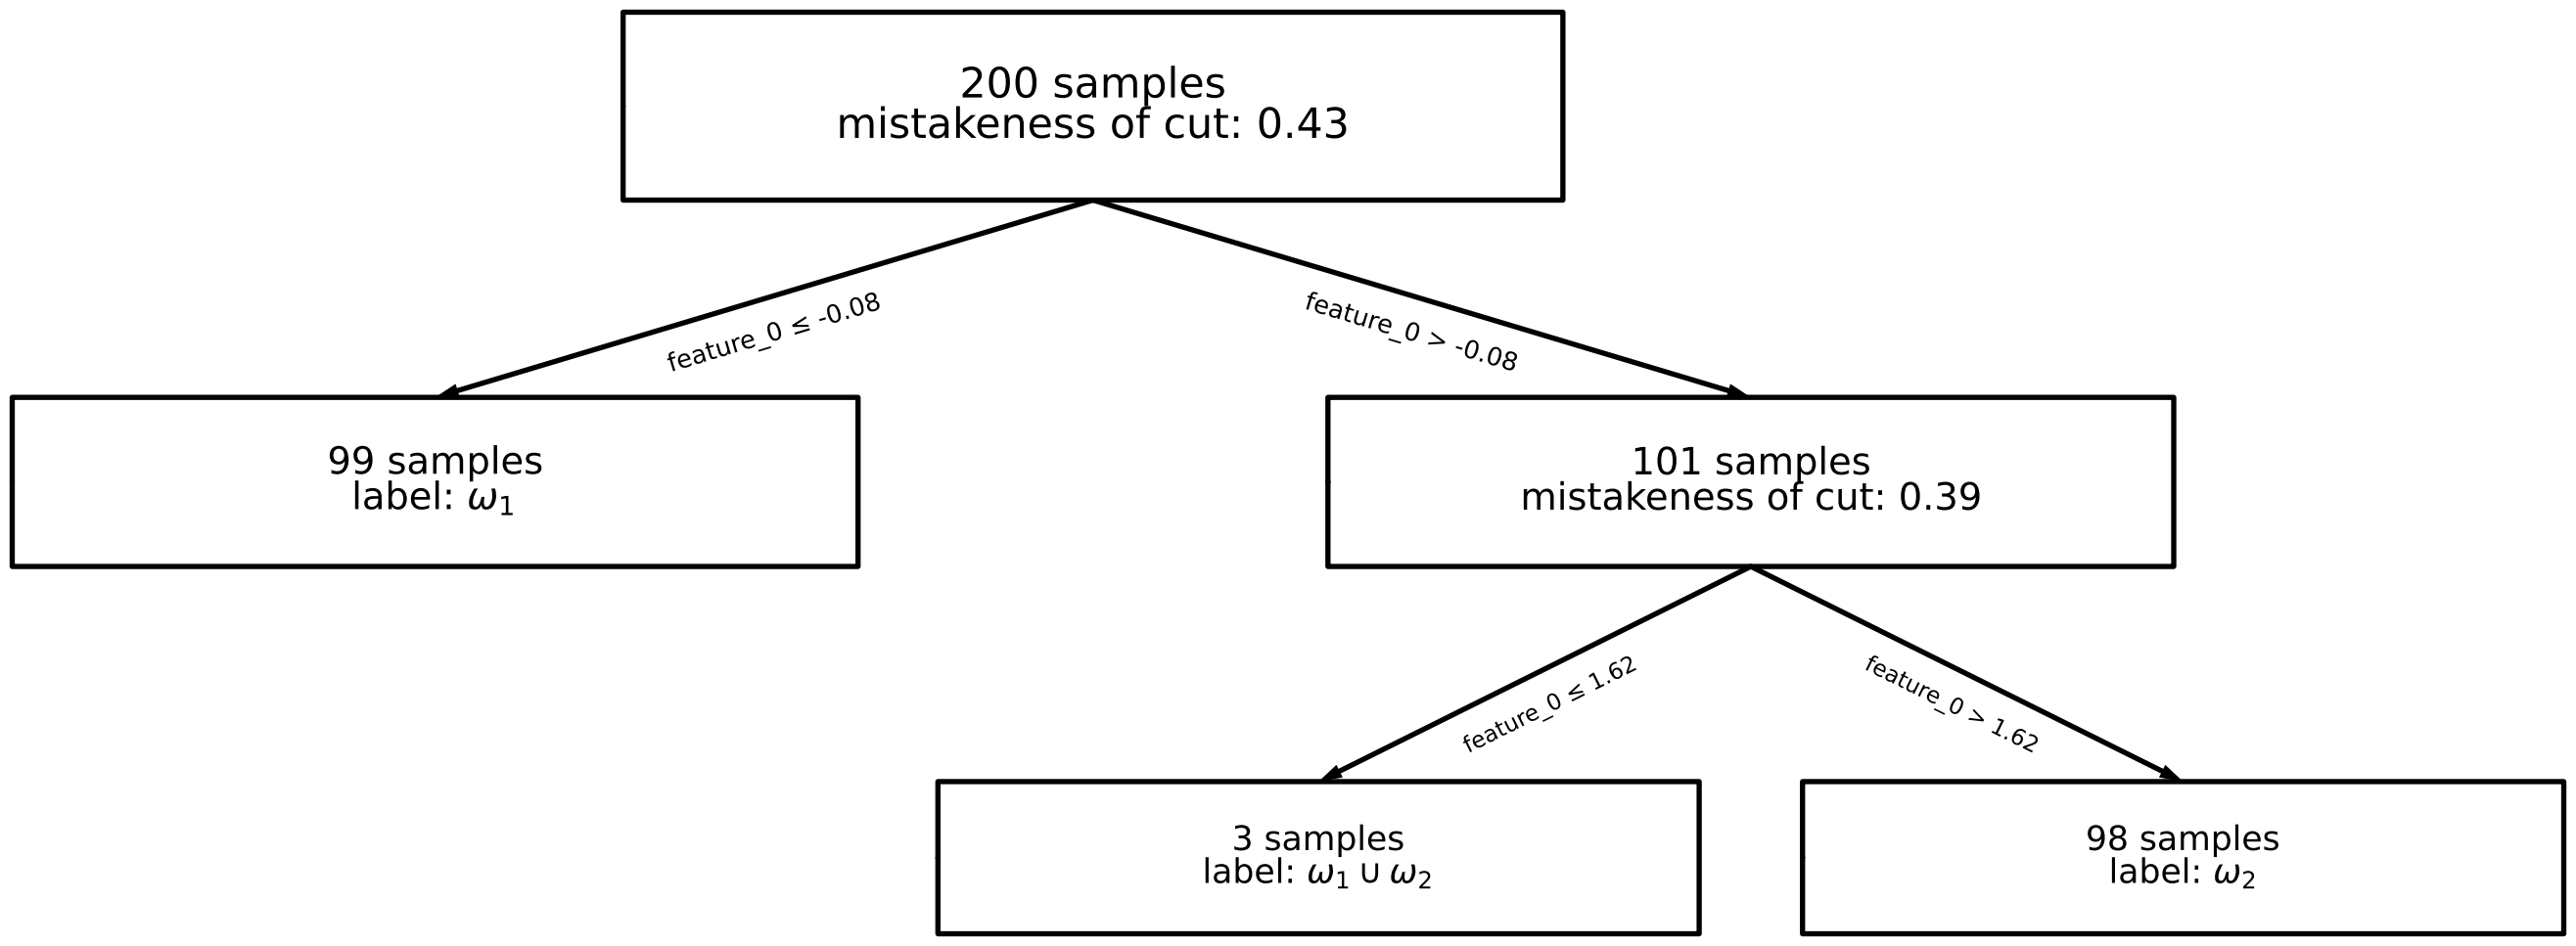 200 samples
mistakeness of cut: 0.43
feature_0 ≤ -0.08
feature_0 > -0.08
99 samples
label: ω₁
101 samples
mistakeness of cut: 0.39
feature_0 ≤ 1.62
feature_0 > 1.62
3 samples
label: ω₁ ∪ ω₂
98 samples
label: ω₂